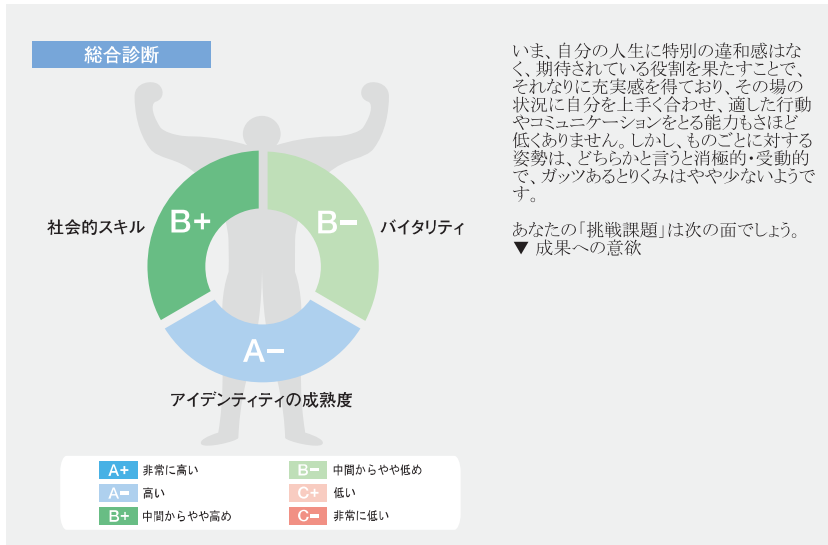 総合診断
いま、自分の人生に特別の違和感はな
く、期待されている役割を果たすことで、
それなりに充実感を得ており、その場の
状況に自分を上手く合わせ、適した行動
やコミュニケーションをとる能力もさほど
低くありません。しかし、ものごとに対する
姿勢は、どちらかと言うと消極的・受動的
で、ガッツあるとりくみはやや少ないようで
す。
あなたの「挑戦課題」は次の面でしょう。
▼ 成果への意欲
社会的スキル
B+
B−
バイタリティ
A−
アイデンティティの成熟度
A+ 非常に高い
A− 高い
B+ 中間からやや高め
B− 中間からやや低め
C+ 低い
C− 非常に低い